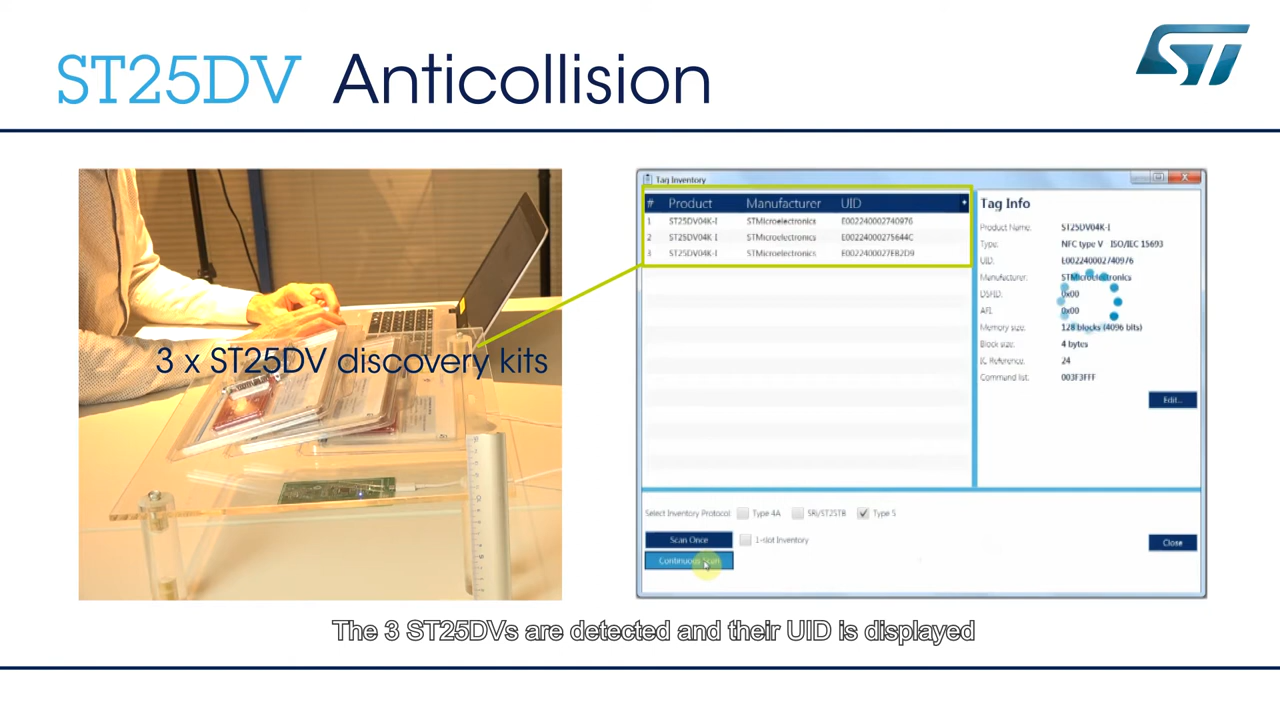 ST25DV Anticollision
ST
3 x ST25DV discovery kits
Tag Inventory
# Product Manufacturer UID
1 ST25DV04K-I STMicroelectronics E002240002740976
2 ST25DV04K-I STMicroelectronics E00224000275644C
3 ST25DV04K-I STMicroelectronics E0022400027EB2D9
Tag Info
Product Name: ST25DV04K-I
Type: NFC type V ISO/IEC 15693
UID: E002240002740976
Manufacturer: STMicroelectronics
DSFID: 0x00
AFI: 0x00
Memory size: 128 blocks (4096 bits)
Block size: 4 bytes
IC Reference: 24
Command list: 003F3FFF
Edit...
Select Inventory Protocol: Type 4A SRi/ST25TB Type 5
Scan Once 1-slot Inventory
Continuous Scan
Close
The 3 ST25DVs are detected and their UID is displayed